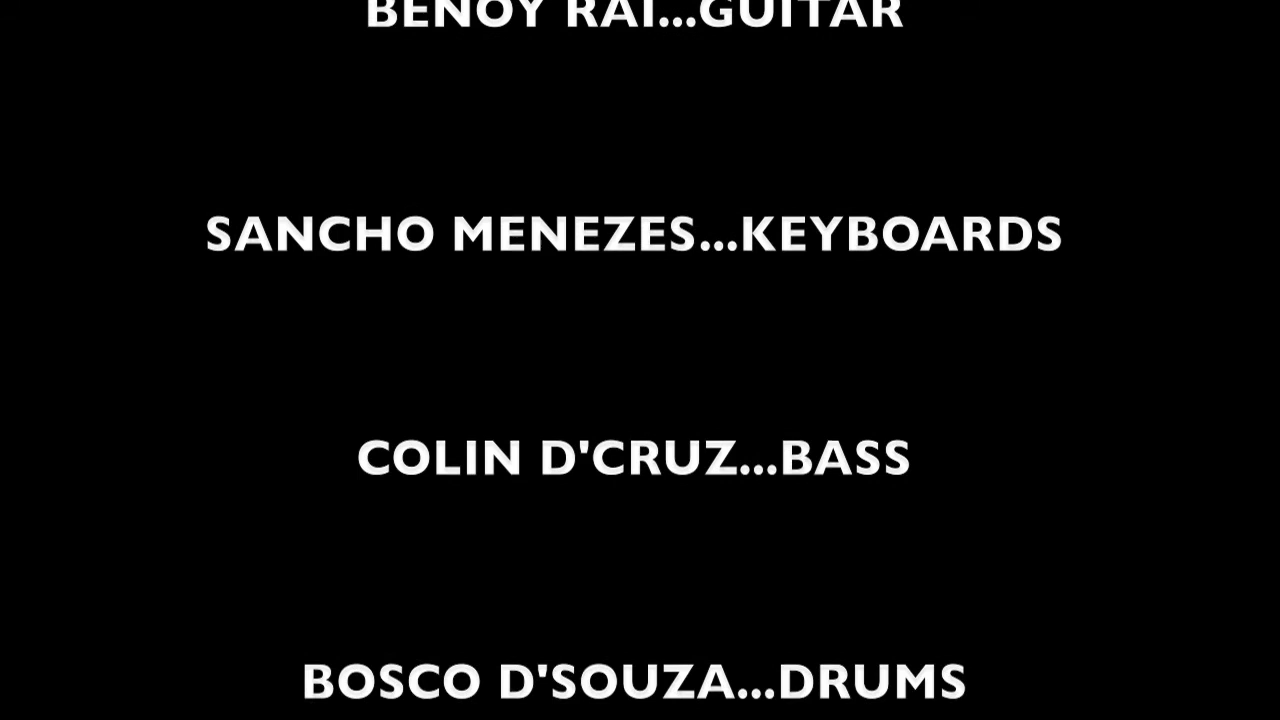 BENOY RAI...GUITAR
SANCHO MENEZES...KEYBOARDS
COLIN D'CRUZ...BASS
BOSCO D'SOUZA...DRUMS